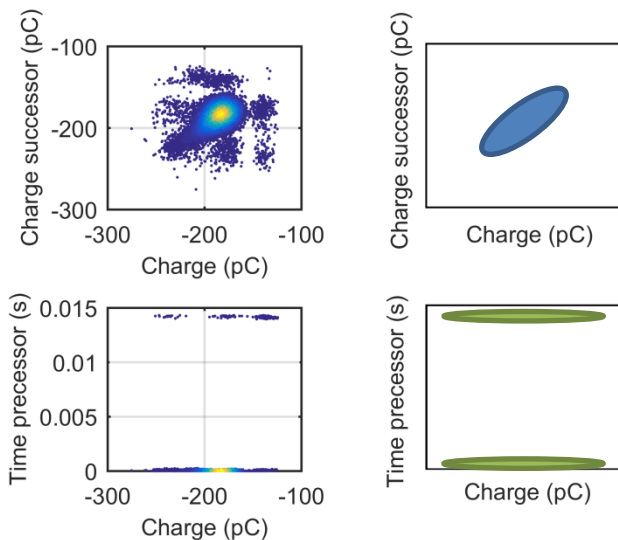 Charge successor (pC)
-100
-200
-300
-300
-200
-100
Charge (pC)
Charge successor (pC)
Charge (pC)
Time precessor (s)
0.015
0.01
0.005
0
-300
-200
-100
Charge (pC)
Time precessor (s)
Charge (pC)